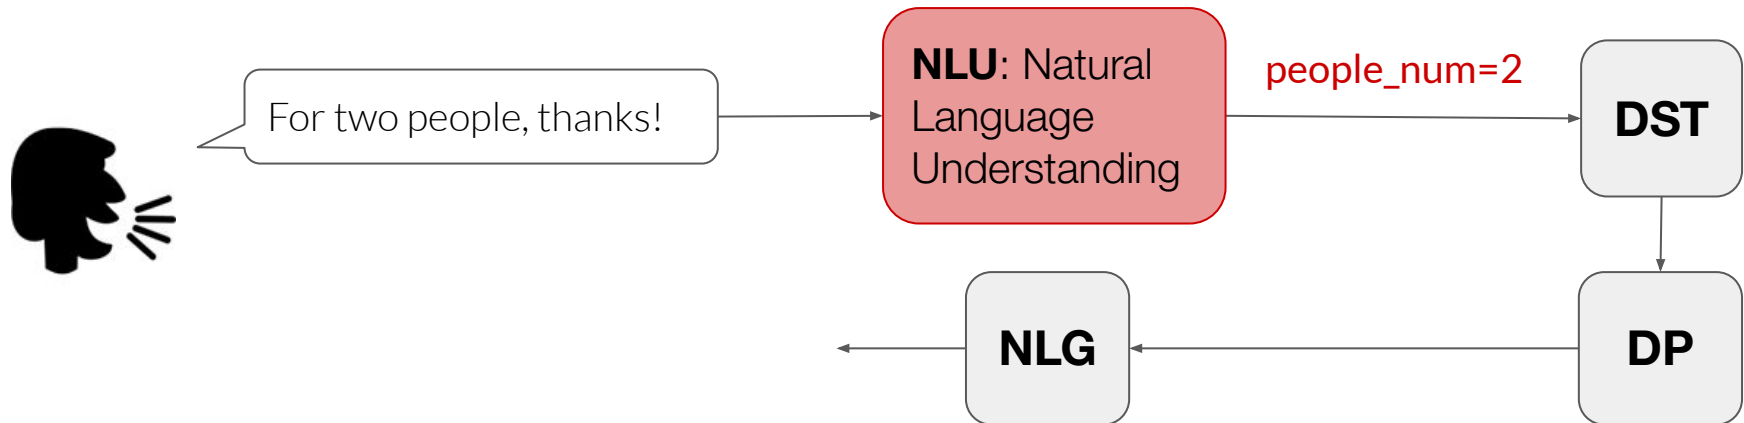 For two people, thanks!
NLU: Natural
Language
Understanding
people_num=2
DST
NLG
DP